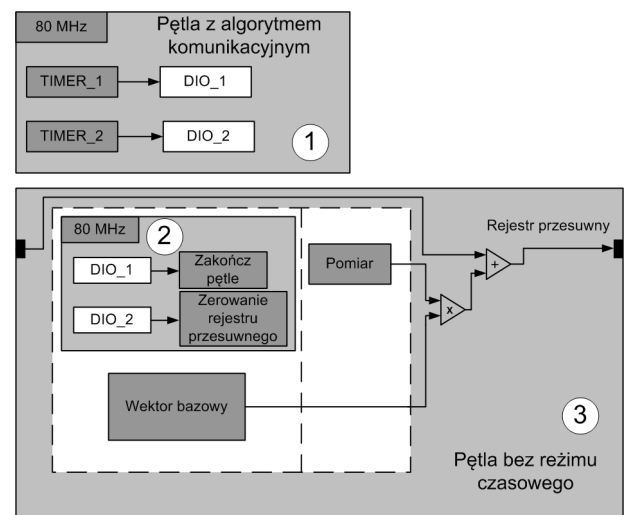 80 MHz
Pętla z algorytmem
komunikacyjnym
TIMER_1
DIO_1
TIMER_2
DIO_2
1
80 MHz
2
DIO_1
Zakończ
pętle
DIO_2
Zerowanie
rejestru
przesuwnego
Pomiar
Rejestr przesuwny
+
x
Wektor bazowy
3
Pętla bez reżimu
czasowego